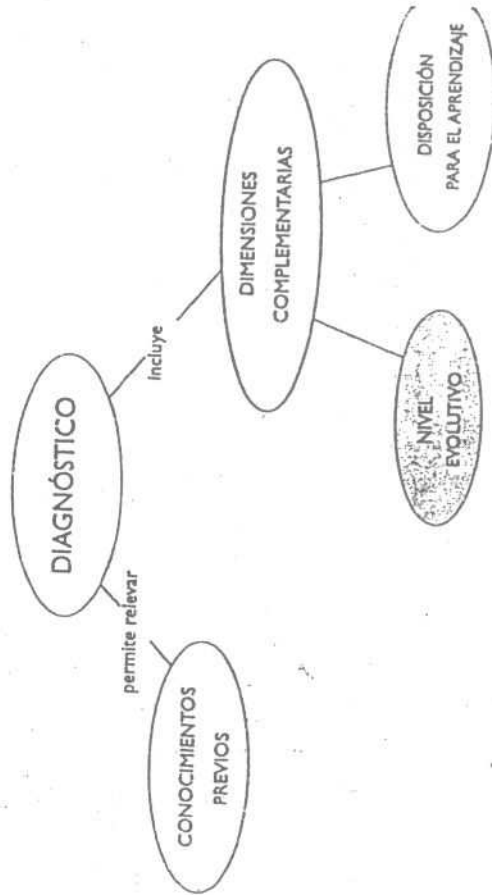 DIAGNÓSTICO
permite relevar
incluye
CONOCIMIENTOS
PREVIOS
DIMENSIONES
COMPLEMENTARIAS
NIVEL
EVOLUTIVO
DISPOSICIÓN
PARA EL APRENDIZAJE